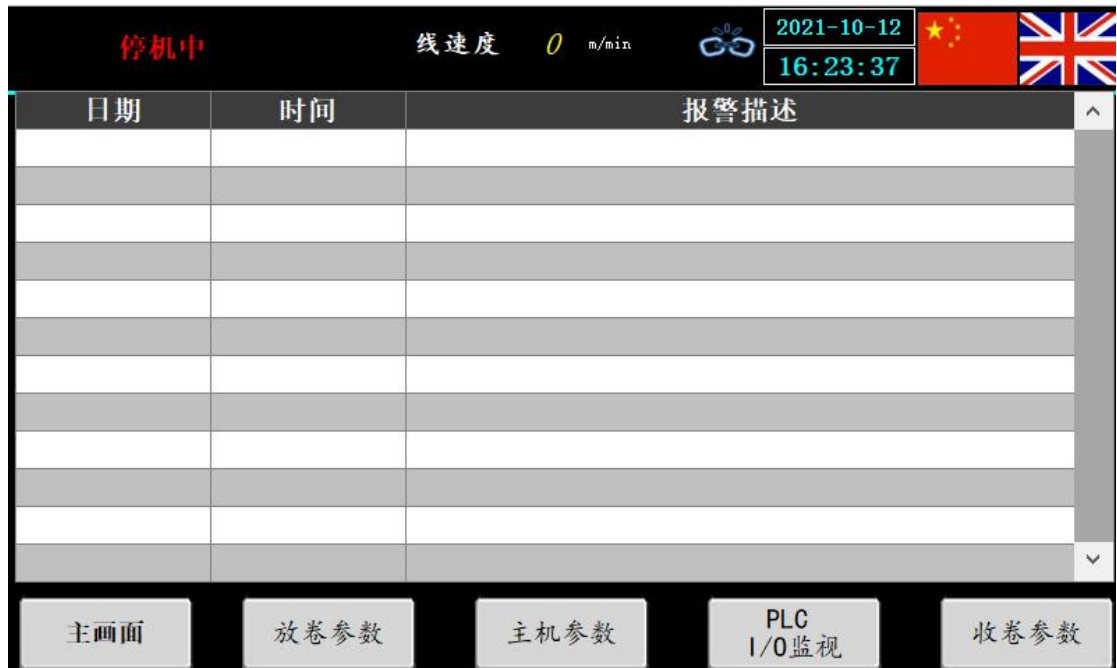 停机中
线速度 0 m/min
2021-10-12
16:23:37
日期 时间 报警描述
主画面 放卷参数 主机参数 PLC I/O监视 收卷参数